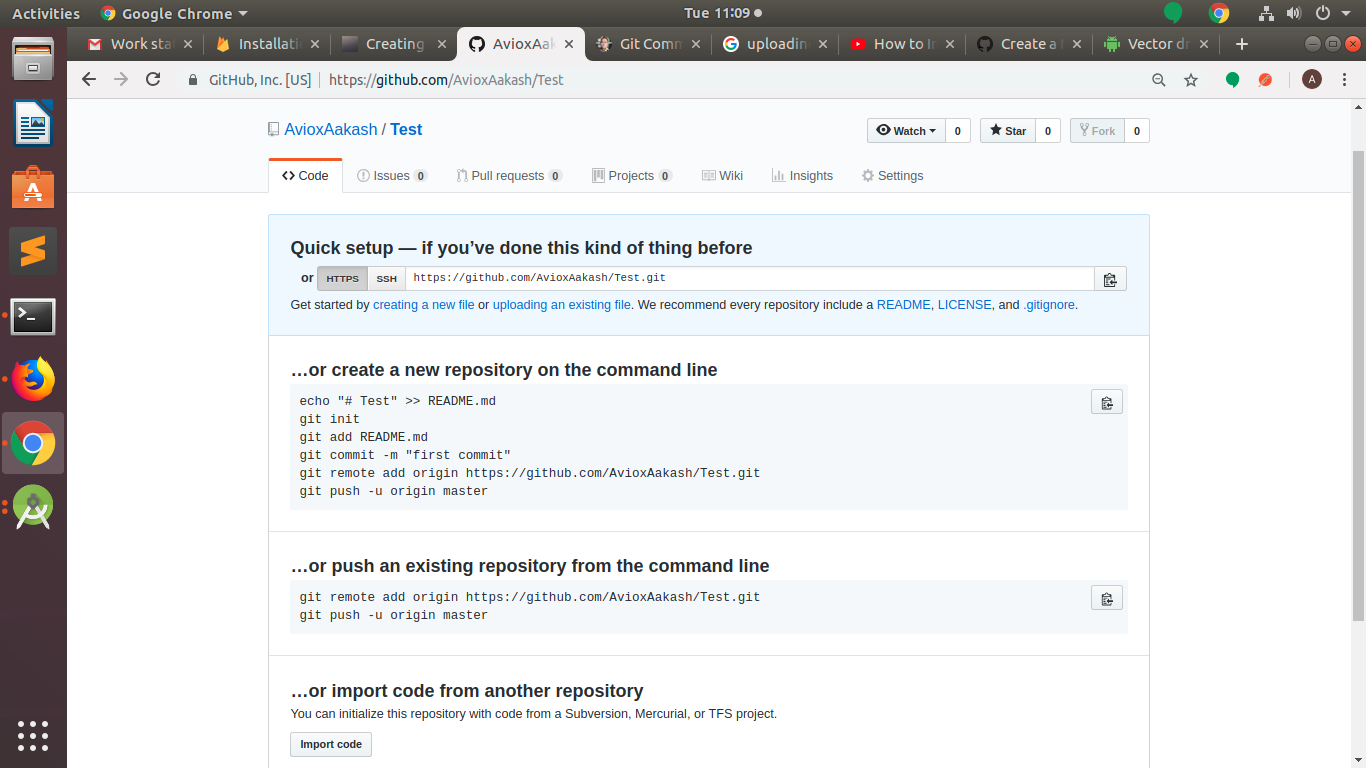 Activities Google Chrome Tue 11:09
Work sta Installati Creating AvioxAak Git Comm uploadin How to In Create a Vector dr
GitHub, Inc. [US] https://github.com/AvioxAakash/Test A
AvioxAakash / Test
Watch 0 Star 0 Fork 0
Code Issues 0 Pull requests 0 Projects 0 Wiki Insights Settings
Quick setup — if you’ve done this kind of thing before
or HTTPS SSH https://github.com/AvioxAakash/Test.git
Get started by creating a new file or uploading an existing file. We recommend every repository include a README, LICENSE, and .gitignore.
…or create a new repository on the command line
echo "# Test" >> README.md
git init
git add README.md
git commit -m "first commit"
git remote add origin https://github.com/AvioxAakash/Test.git
git push -u origin master
…or push an existing repository from the command line
git remote add origin https://github.com/AvioxAakash/Test.git
git push -u origin master
…or import code from another repository
You can initialize this repository with code from a Subversion, Mercurial, or TFS project.
Import code